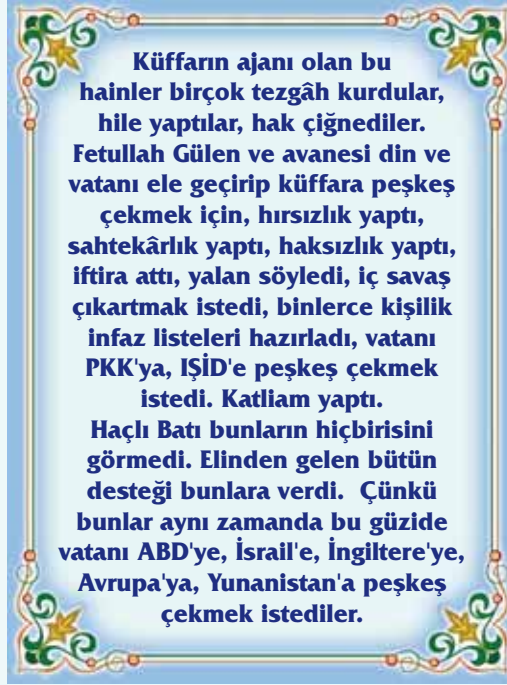 Küffarın ajanı olan bu
hainler birçok tezgâh kurdular,
hile yaptılar, hak çiğnediler.
Fetullah Gülen ve avanesi din ve
vatanı ele geçirip küffara peşkeş
çekmek için, hırsızlık yaptı,
sahtekârlık yaptı, haksızlık yaptı,
iftira attı, yalan söyledi, iç savaş
çıkartmak istedi, binlerce kişilik
infaz listeleri hazırladı, vatanı
PKK'ya, IŞİD'e peşkeş çekmek
istedi. Katliam yaptı.
Haçlı Batı bunların hiçbirisini
görmedi. Elinden gelen bütün
desteği bunlara verdi. Çünkü
bunlar aynı zamanda bu güzide
vatanı ABD'ye, İsrail'e, İngiltere'ye,
Avrupa'ya, Yunanistan'a peşkeş
çekmek istediler.